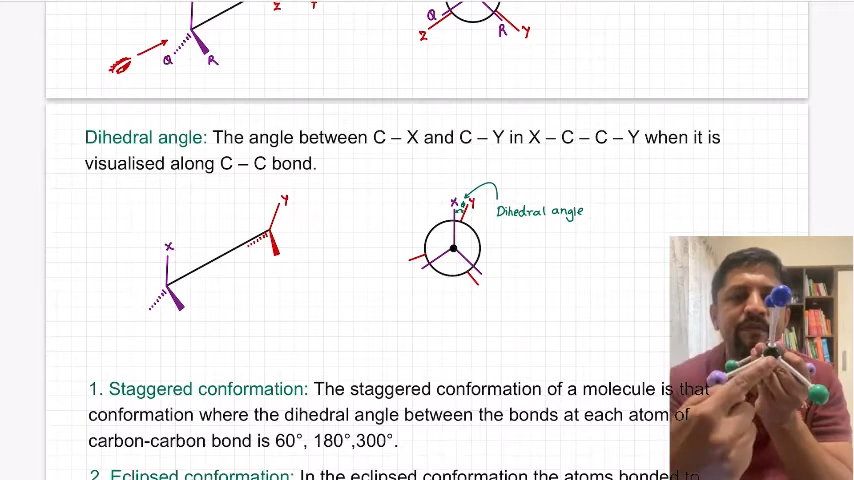 Z
Q
R
Q
Z
R
Y
Dihedral angle: The angle between C – X and C – Y in X – C – C – Y when it is
visualised along C – C bond.
X
Y
X
Y
Dihedral angle
1. Staggered conformation: The staggered conformation of a molecule is that
conformation where the dihedral angle between the bonds at each atom of
carbon-carbon bond is 60°, 180°,300°.
2. Eclipsed conformation: In the eclipsed conformation the atoms bonded to